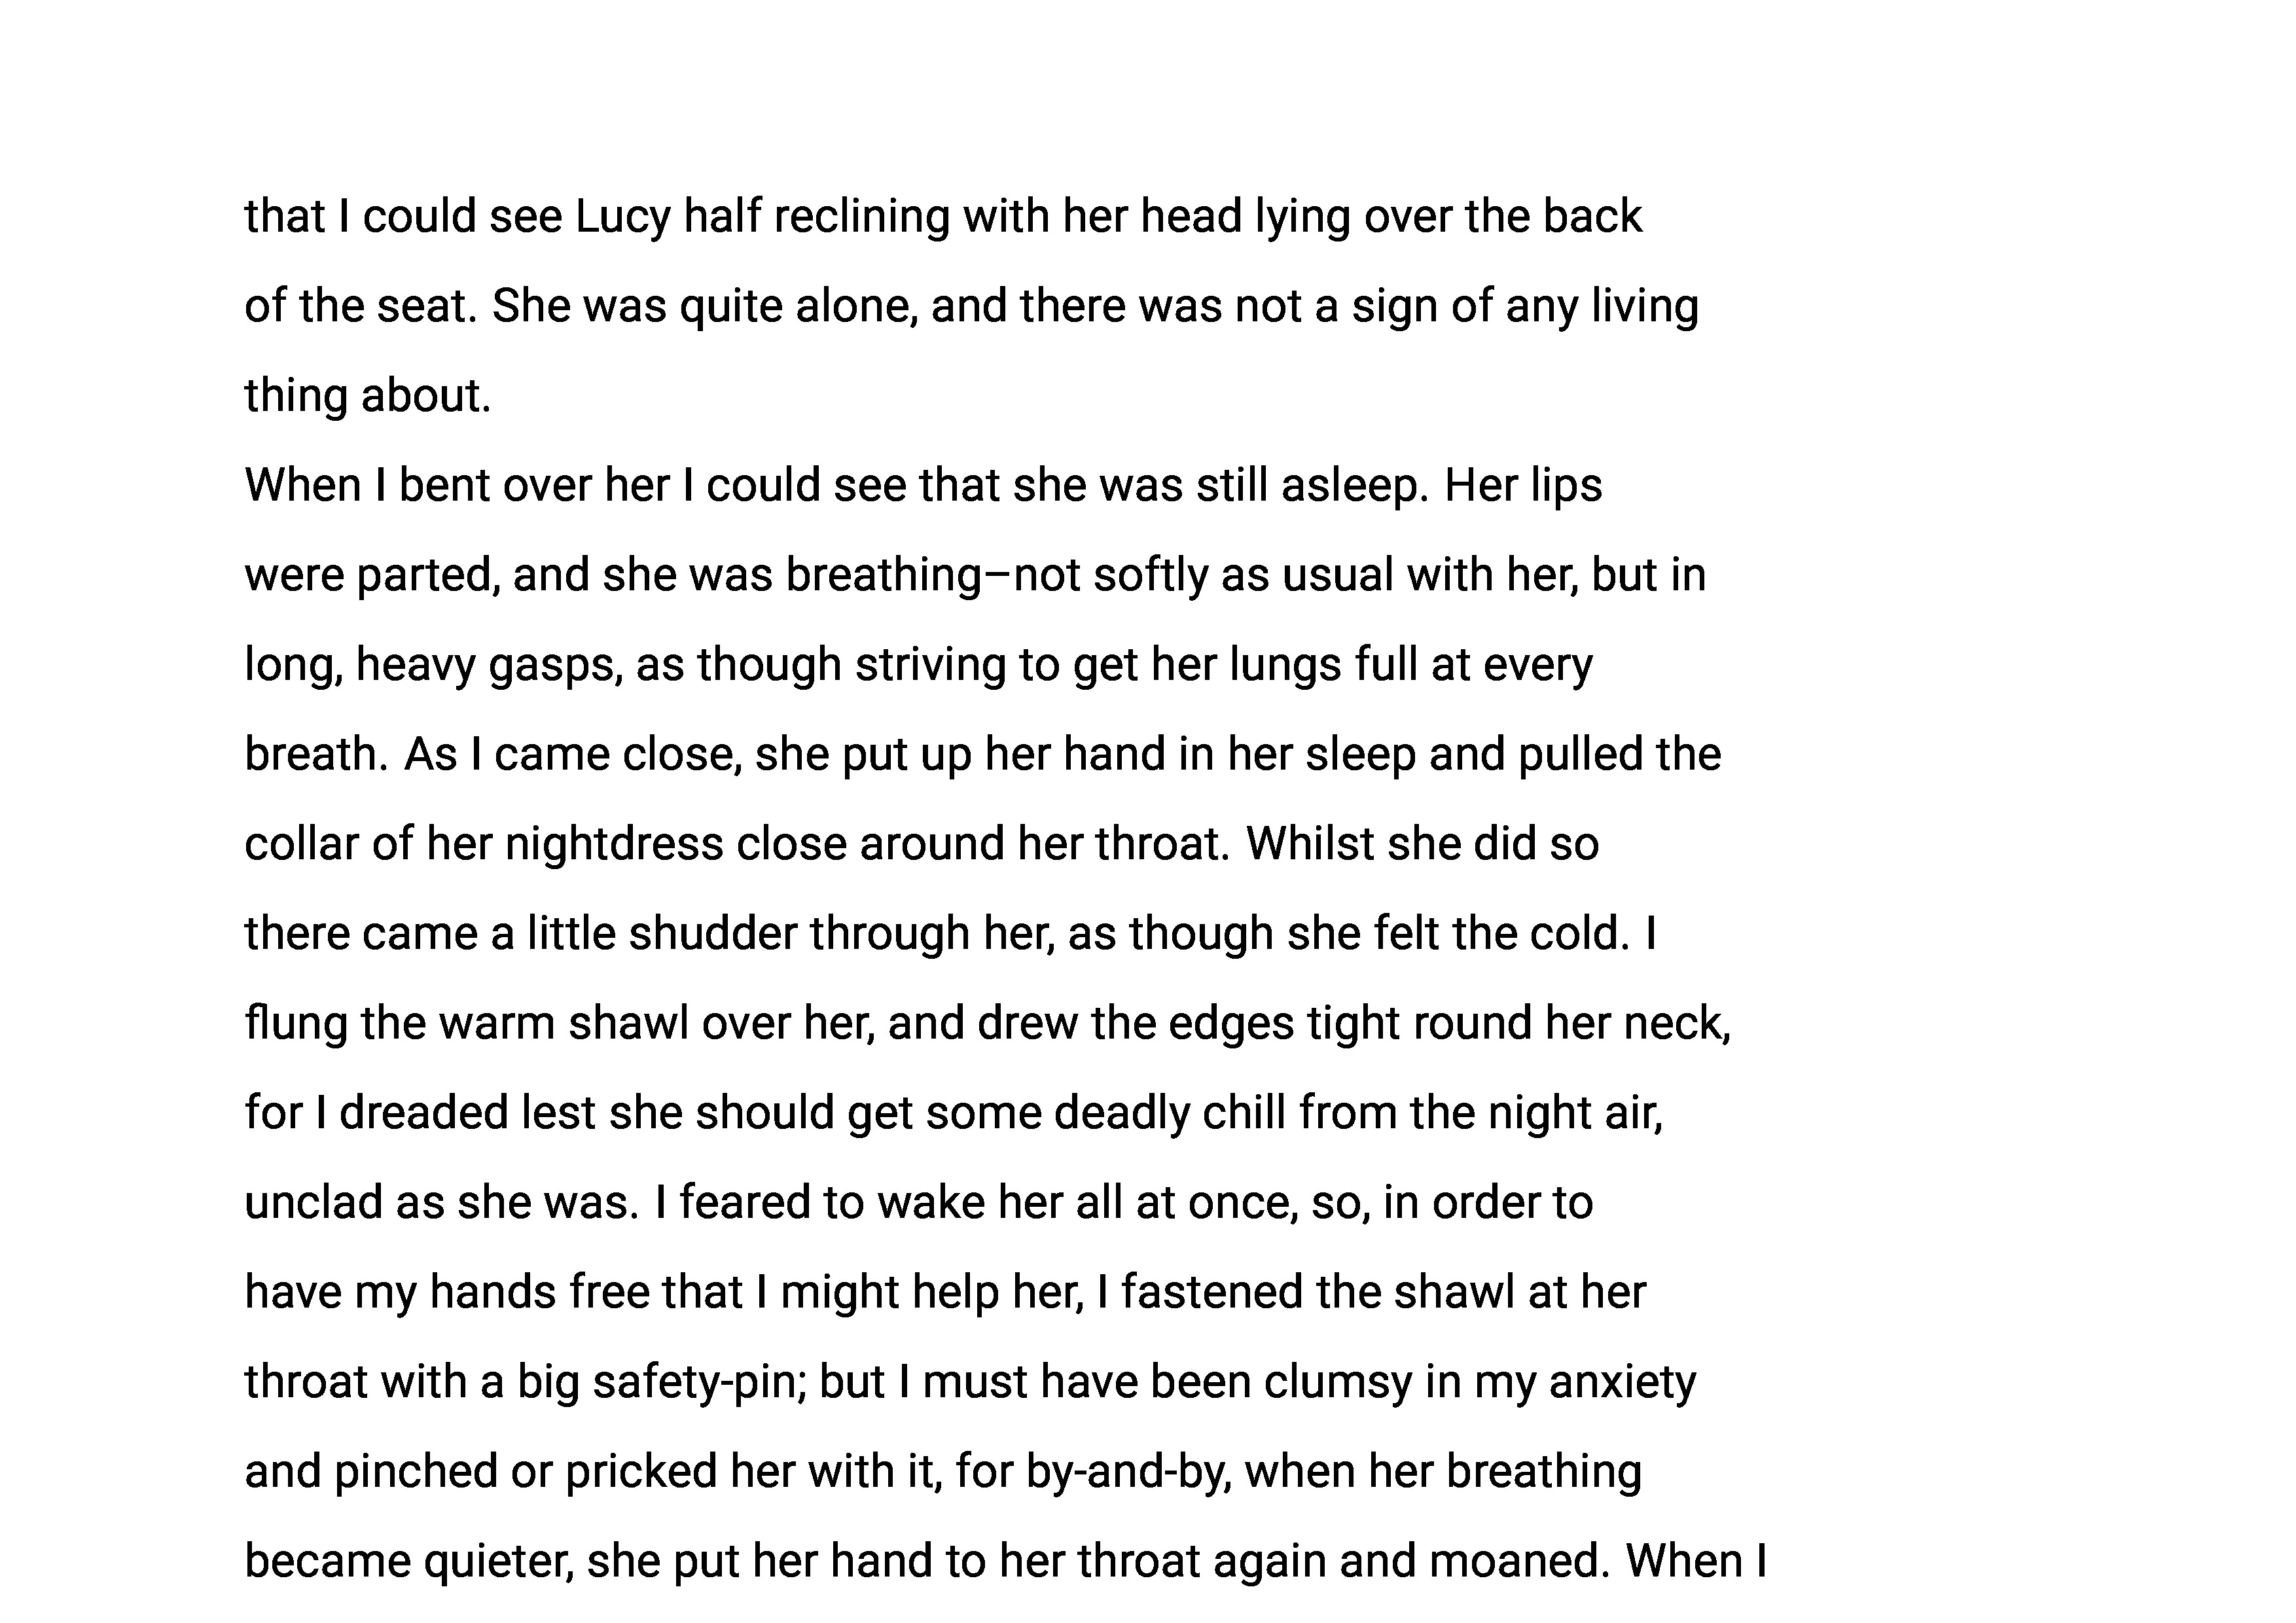 that I could see Lucy half reclining with her head lying over the back
of the seat. She was quite alone, and there was not a sign of any living
thing about.
When I bent over her I could see that she was still asleep. Her lips
were parted, and she was breathing–not softly as usual with her, but in
long, heavy gasps, as though striving to get her lungs full at every
breath. As I came close, she put up her hand in her sleep and pulled the
collar of her nightdress close around her throat. Whilst she did so
there came a little shudder through her, as though she felt the cold. I
flung the warm shawl over her, and drew the edges tight round her neck,
for I dreaded lest she should get some deadly chill from the night air,
unclad as she was. I feared to wake her all at once, so, in order to
have my hands free that I might help her, I fastened the shawl at her
throat with a big safety-pin; but I must have been clumsy in my anxiety
and pinched or pricked her with it, for by-and-by, when her breathing
became quieter, she put her hand to her throat again and moaned. When I